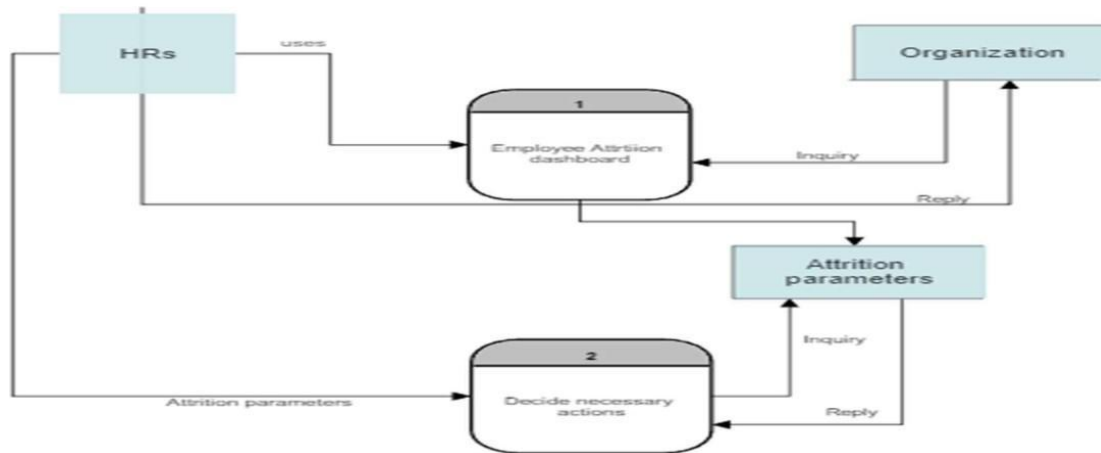 uses
HRs
Organization
1
Employee Attrtiion
dashboard
Inquiry
Reply
Attrition
parameters
Inquiry
2
Attrition parameters
Decide necessary
actions
Reply